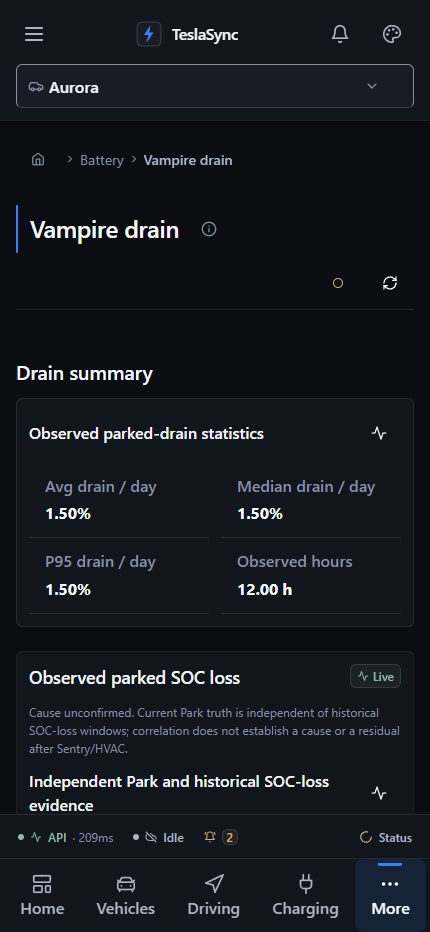 TeslaSync
Aurora
Battery
Vampire drain
Vampire drain
Drain summary
Observed parked-drain statistics
Avg drain / day
1.50%
Median drain / day
1.50%
P95 drain / day
1.50%
Observed hours
12.00 h
Observed parked SOC loss
Live
Cause unconfirmed. Current Park truth is independent of historical
SOC-loss windows; correlation does not establish a cause or a residual
after Sentry/HVAC.
Independent Park and historical SOC-loss
evidence
API · 209ms
Idle
2
Status
Home
Vehicles
Driving
Charging
More